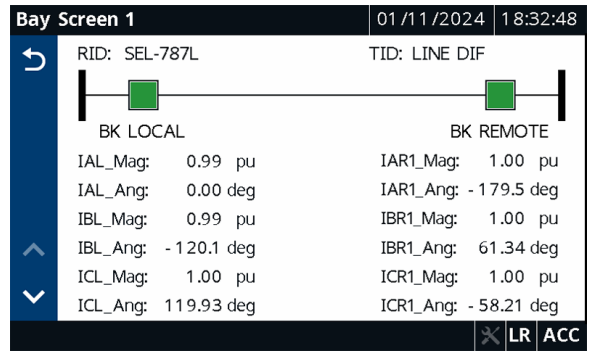 Bay Screen 1 01/11/2024 18:32:48
RID: SEL-787L TID: LINE DIF
BK LOCAL BK REMOTE
IAL_Mag: 0.99 pu IAR1_Mag: 1.00 pu
IAL_Ang: 0.00 deg IAR1_Ang: -179.5 deg
IBL_Mag: 0.99 pu IBR1_Mag: 1.00 pu
IBL_Ang: -120.1 deg IBR1_Ang: 61.34 deg
ICL_Mag: 1.00 pu ICR1_Mag: 1.00 pu
ICL_Ang: 119.93 deg ICR1_Ang: -58.21 deg
LR ACC